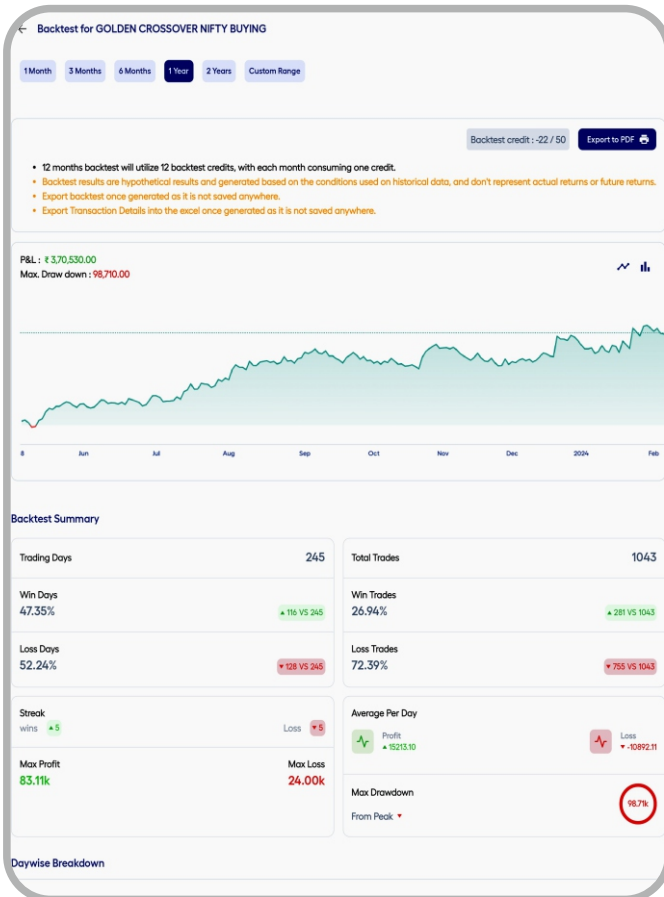 ← Backtest for GOLDEN CROSSOVER NIFTY BUYING
1 Month 3 Months 6 Months 1 Year 2 Years Custom Range
Backtest credit : -22 / 50 Export to PDF
• 12 months backtest will utilize 12 backtest credits, with each month consuming one credit.
• Backtest results are hypothetical results and generated based on the conditions used on historical data, and don't represent actual returns or future returns.
• Export backtest once generated as it is not saved anywhere.
• Export Transaction Details into the excel once generated as it is not saved anywhere.
P&L : ₹ 3,70,530.00
Max. Draw down : 98,710.00
8 Jun Jul Aug Sep Oct Nov Dec 2024 Feb
Backtest Summary
Trading Days 245
Win Days
47.35% ▲ 116 VS 245
Loss Days
52.24% ▼ 128 VS 245
Total Trades 1043
Win Trades
26.94% ▲ 281 VS 1043
Loss Trades
72.39% ▼ 755 VS 1043
Streak
wins ▲ 5 Loss ▼ 5
Max Profit Max Loss
83.11k 24.00k
Average Per Day
Profit Loss
▲ 15213.10 ▼ -10892.11
Max Drawdown
From Peak ▼ 98.71k
Daywise Breakdown